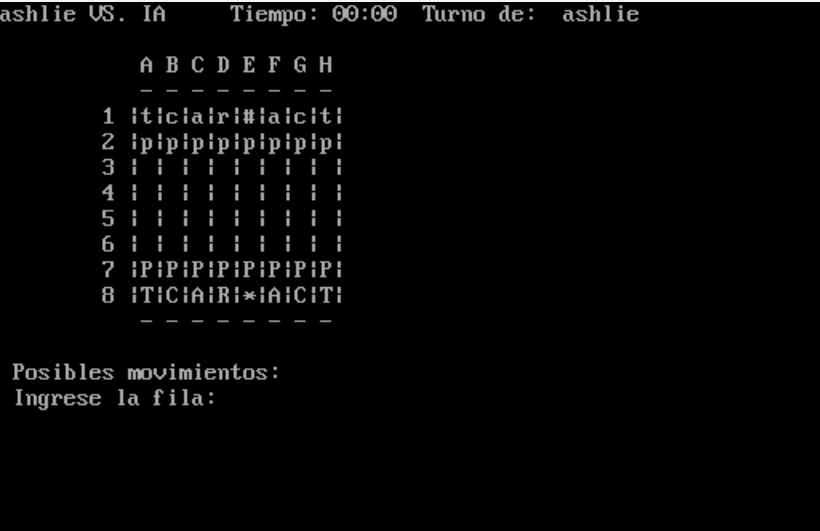 ashlie VS. IA     Tiempo: 00:00  Turno de:  ashlie
A B C D E F G H
- - - - - - - -
1 |t|c|a|r|#|a|c|t|
2 |p|p|p|p|p|p|p|p|
3 | | | | | | | | |
4 | | | | | | | | |
5 | | | | | | | | |
6 | | | | | | | | |
7 |P|P|P|P|P|P|P|P|
8 |T|C|A|R|*|A|C|T|
- - - - - - - -
Posibles movimientos:
Ingrese la fila: